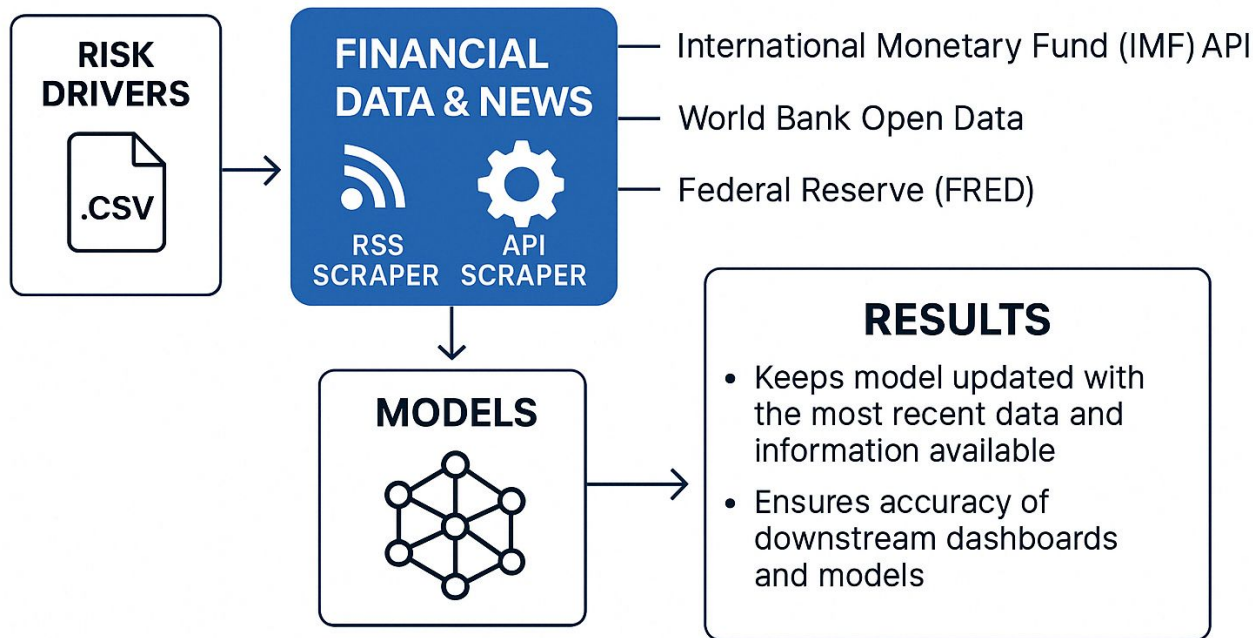 RISK
DRIVERS
.CSV
FINANCIAL
DATA & NEWS
RSS
SCRAPER
API
SCRAPER
International Monetary Fund (IMF) API
World Bank Open Data
Federal Reserve (FRED)
MODELS
RESULTS
• Keeps model updated with
the most recent data and
information available
• Ensures accuracy of
downstream dashboards
and models